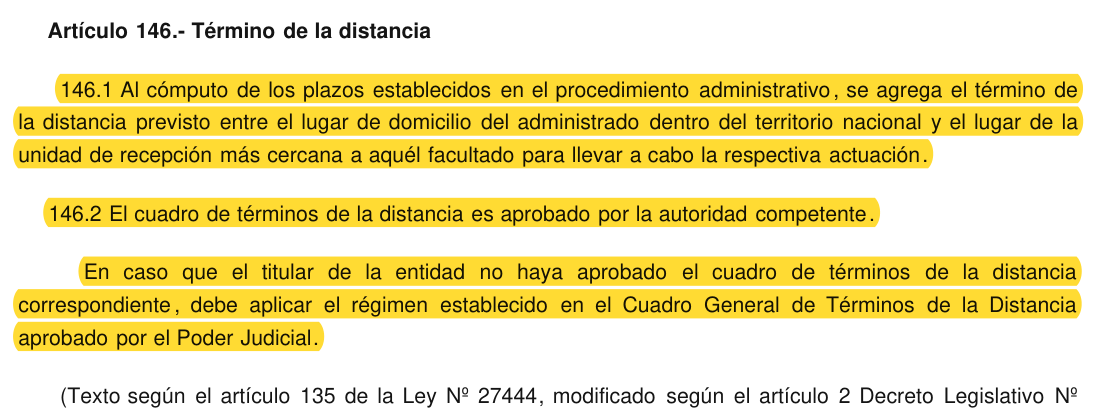 Artículo 146.- Término de la distancia
146.1 Al cómputo de los plazos establecidos en el procedimiento administrativo, se agrega el término de
la distancia previsto entre el lugar de domicilio del administrado dentro del territorio nacional y el lugar de la
unidad de recepción más cercana a aquél facultado para llevar a cabo la respectiva actuación.
146.2 El cuadro de términos de la distancia es aprobado por la autoridad competente.
En caso que el titular de la entidad no haya aprobado el cuadro de términos de la distancia
correspondiente, debe aplicar el régimen establecido en el Cuadro General de Términos de la Distancia
aprobado por el Poder Judicial.
(Texto según el artículo 135 de la Ley Nº 27444, modificado según el artículo 2 Decreto Legislativo Nº